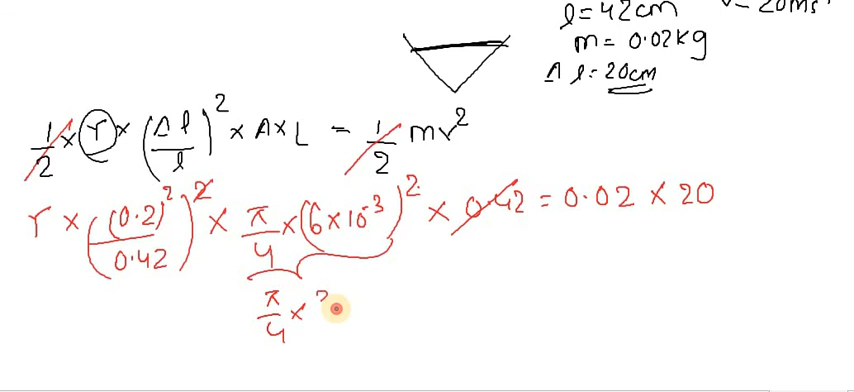 l = 42cm v = 20ms
m = 0.02kg
Δl = 20cm
1/2 × Y × (Δl/l)² × A × L = 1/2 mv²
Y × ((0.2)²/0.42)² × π/4 × (6×10⁻³)² × 0.42 = 0.02 × 20
π/4 ×